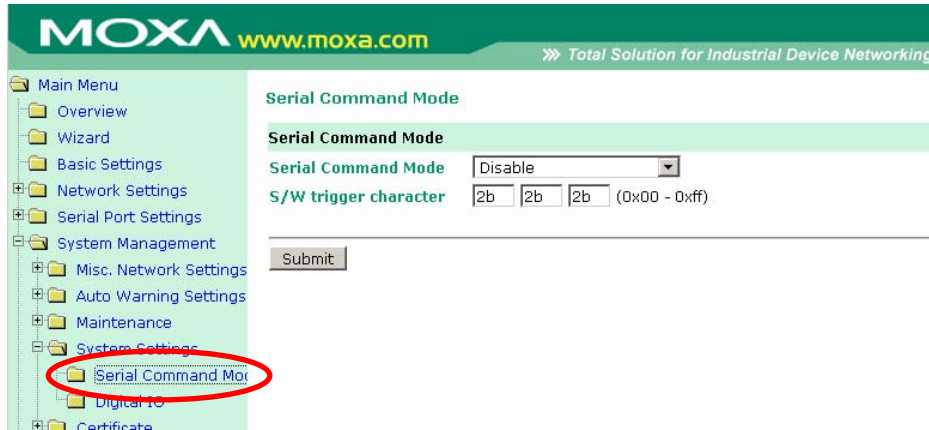 MOXA www.moxa.com
Total Solution for Industrial Device Networking
Main Menu
Overview
Wizard
Basic Settings
Network Settings
Serial Port Settings
System Management
Misc. Network Settings
Auto Warning Settings
Maintenance
System Settings
Serial Command Mod
Digital IO
Certificate
Serial Command Mode
Serial Command Mode
Serial Command Mode Disable
S/W trigger character 2b 2b 2b (0x00 - 0xff)
Submit